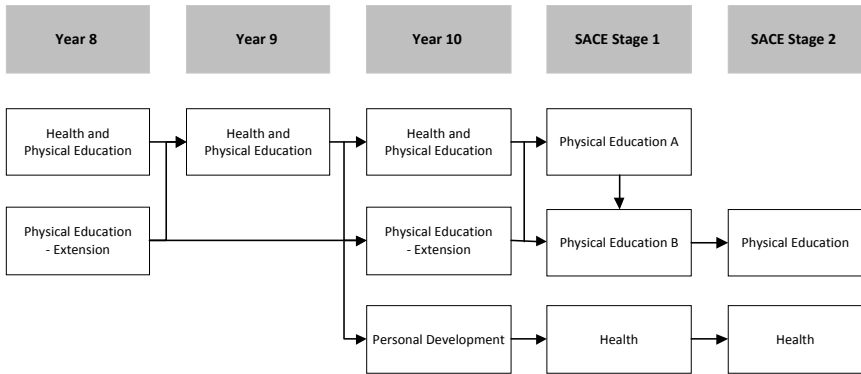 Year 8
Year 9
Year 10
SACE Stage 1
SACE Stage 2
Health and
Physical Education
Health and
Physical Education
Health and
Physical Education
Physical Education A
Physical Education
- Extension
Physical Education
- Extension
Physical Education B
Physical Education
Personal Development
Health
Health